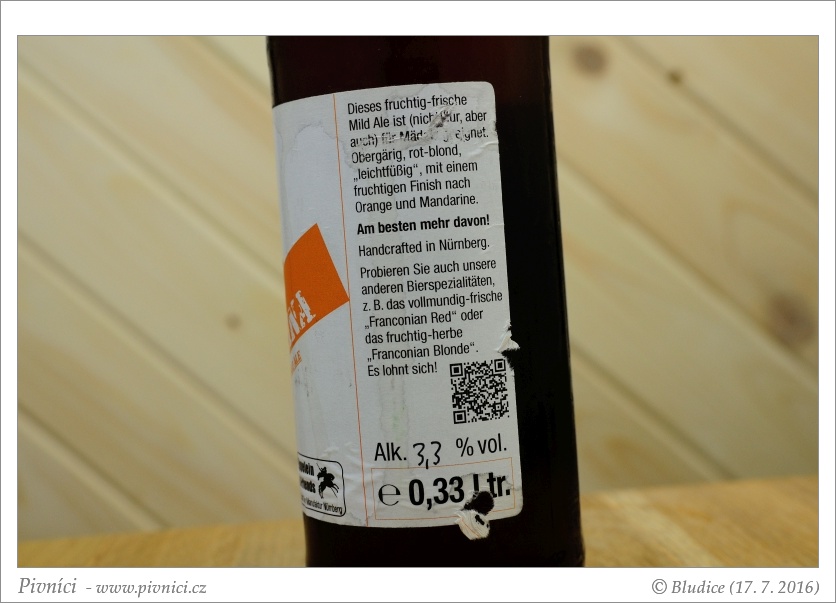 Dieses fruchtig-frische
Mild Ale ist (nicht nur, aber
auch) für geeignet.
Obergärig, rot-blond,
„leichtfüßig“, mit einem
fruchtigen Finish nach
Orange und Mandarine.
Am besten mehr davon!
Handcrafted in Nürnberg.
Probieren Sie auch unsere
anderen Bierspezialitäten,
z. B. das vollmundig-frische
„Franconian Red“ oder
das fruchtig-herbe
„Franconian Blonde“.
Es lohnt sich!
Alk. 3,3 % vol.
e 0,33 Ltr.
Nürnberg
Pivníci - www.pivnici.cz
© Bludice (17. 7. 2016)